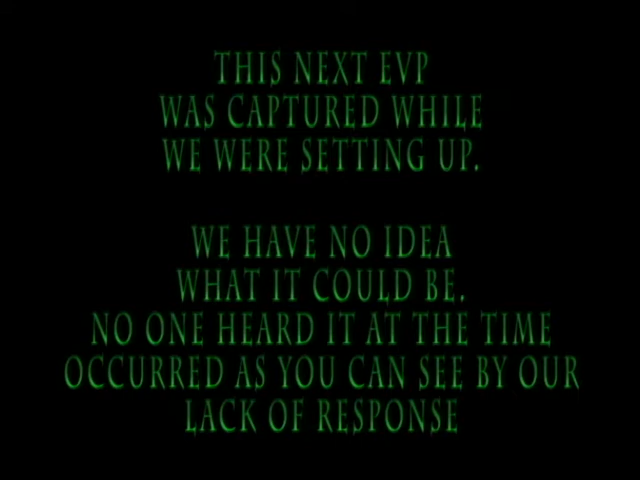 THIS NEXT EVP
WAS CAPTURED WHILE
WE WERE SETTING UP.
WE HAVE NO IDEA
WHAT IT COULD BE.
NO ONE HEARD IT AT THE TIME
OCCURRED AS YOU CAN SEE BY OUR
LACK OF RESPONSE